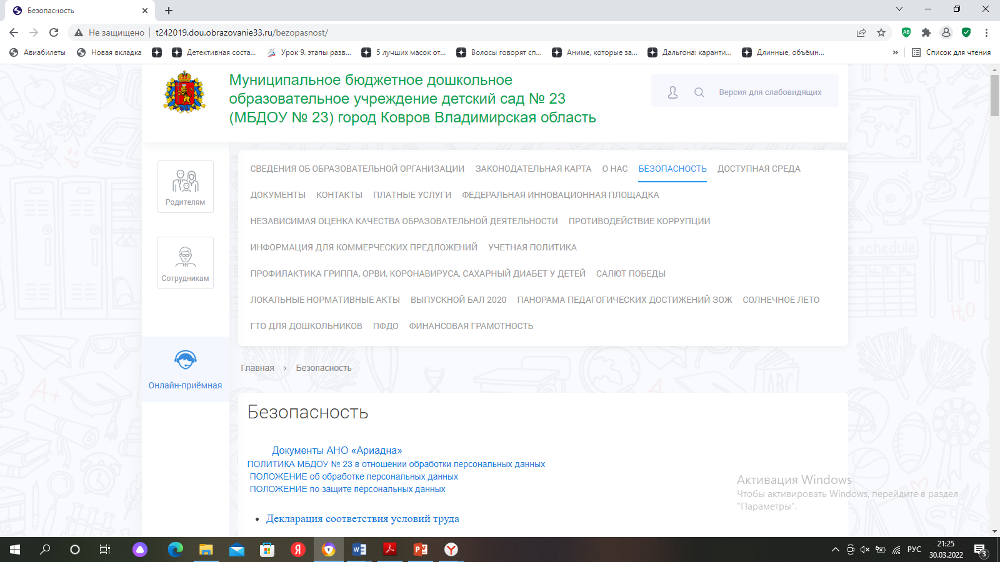 Безопасность
Не защищено
t242019.dou.obrazovanie33.ru/bezopasnost/
Авиабилеты
Новая вкладка
Детективная соста...
Урок 9. этапы разв...
5 лучших масок от...
Волосы говорят сп...
Аниме, которые за...
Дальгона: каранти...
Длинные, объёмн...
»
Список для чтения
Муниципальное бюджетное дошкольное
образовательное учреждение детский сад № 23
(МБДОУ № 23) город Ковров Владимирская область
Версия для слабовидящих
Родителям
Сотрудникам
Онлайн-приёмная
СВЕДЕНИЯ ОБ ОБРАЗОВАТЕЛЬНОЙ ОРГАНИЗАЦИИ ЗАКОНОДАТЕЛЬНАЯ КАРТА О НАС БЕЗОПАСНОСТЬ ДОСТУПНАЯ СРЕДА
ДОКУМЕНТЫ КОНТАКТЫ ПЛАТНЫЕ УСЛУГИ ФЕДЕРАЛЬНАЯ ИННОВАЦИОННАЯ ПЛОЩАДКА
НЕЗАВИСИМАЯ ОЦЕНКА КАЧЕСТВА ОБРАЗОВАТЕЛЬНОЙ ДЕЯТЕЛЬНОСТИ ПРОТИВОДЕЙСТВИЕ КОРРУПЦИИ
ИНФОРМАЦИЯ ДЛЯ КОММЕРЧЕСКИХ ПРЕДЛОЖЕНИЙ УЧЕТНАЯ ПОЛИТИКА
ПРОФИЛАКТИКА ГРИППА, ОРВИ, КОРОНАВИРУСА, САХАРНЫЙ ДИАБЕТ У ДЕТЕЙ САЛЮТ ПОБЕДЫ
ЛОКАЛЬНЫЕ НОРМАТИВНЫЕ АКТЫ ВЫПУСКНОЙ БАЛ 2020 ПАНОРАМА ПЕДАГОГИЧЕСКИХ ДОСТИЖЕНИЙ ЗОЖ СОЛНЕЧНОЕ ЛЕТО
ГТО ДЛЯ ДОШКОЛЬНИКОВ ПФДО ФИНАНСОВАЯ ГРАМОТНОСТЬ
Главная › Безопасность
Безопасность
Документы АНО «Ариадна»
ПОЛИТИКА МБДОУ № 23 в отношении обработки персональных данных
ПОЛОЖЕНИЕ об обработке персональных данных
ПОЛОЖЕНИЕ по защите персональных данных
• Декларация соответствия условий труда
Активация Windows
Чтобы активировать Windows, перейдите в раздел
"Параметры".
schedule
H₂O
A+
ABC
1
РУС
21:25
30.03.2022
3